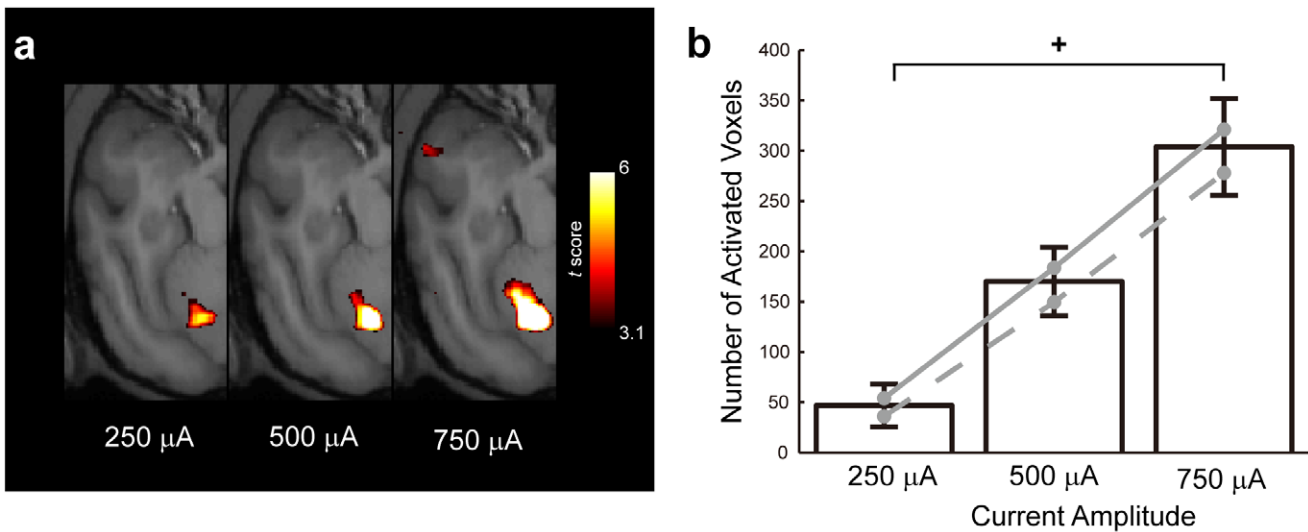 a
6
t score
3.1
250 μA
500 μA
750 μA
b
+
Number of Activated Voxels
400
350
300
250
200
150
100
50
0
250 μA
500 μA
750 μA
Current Amplitude